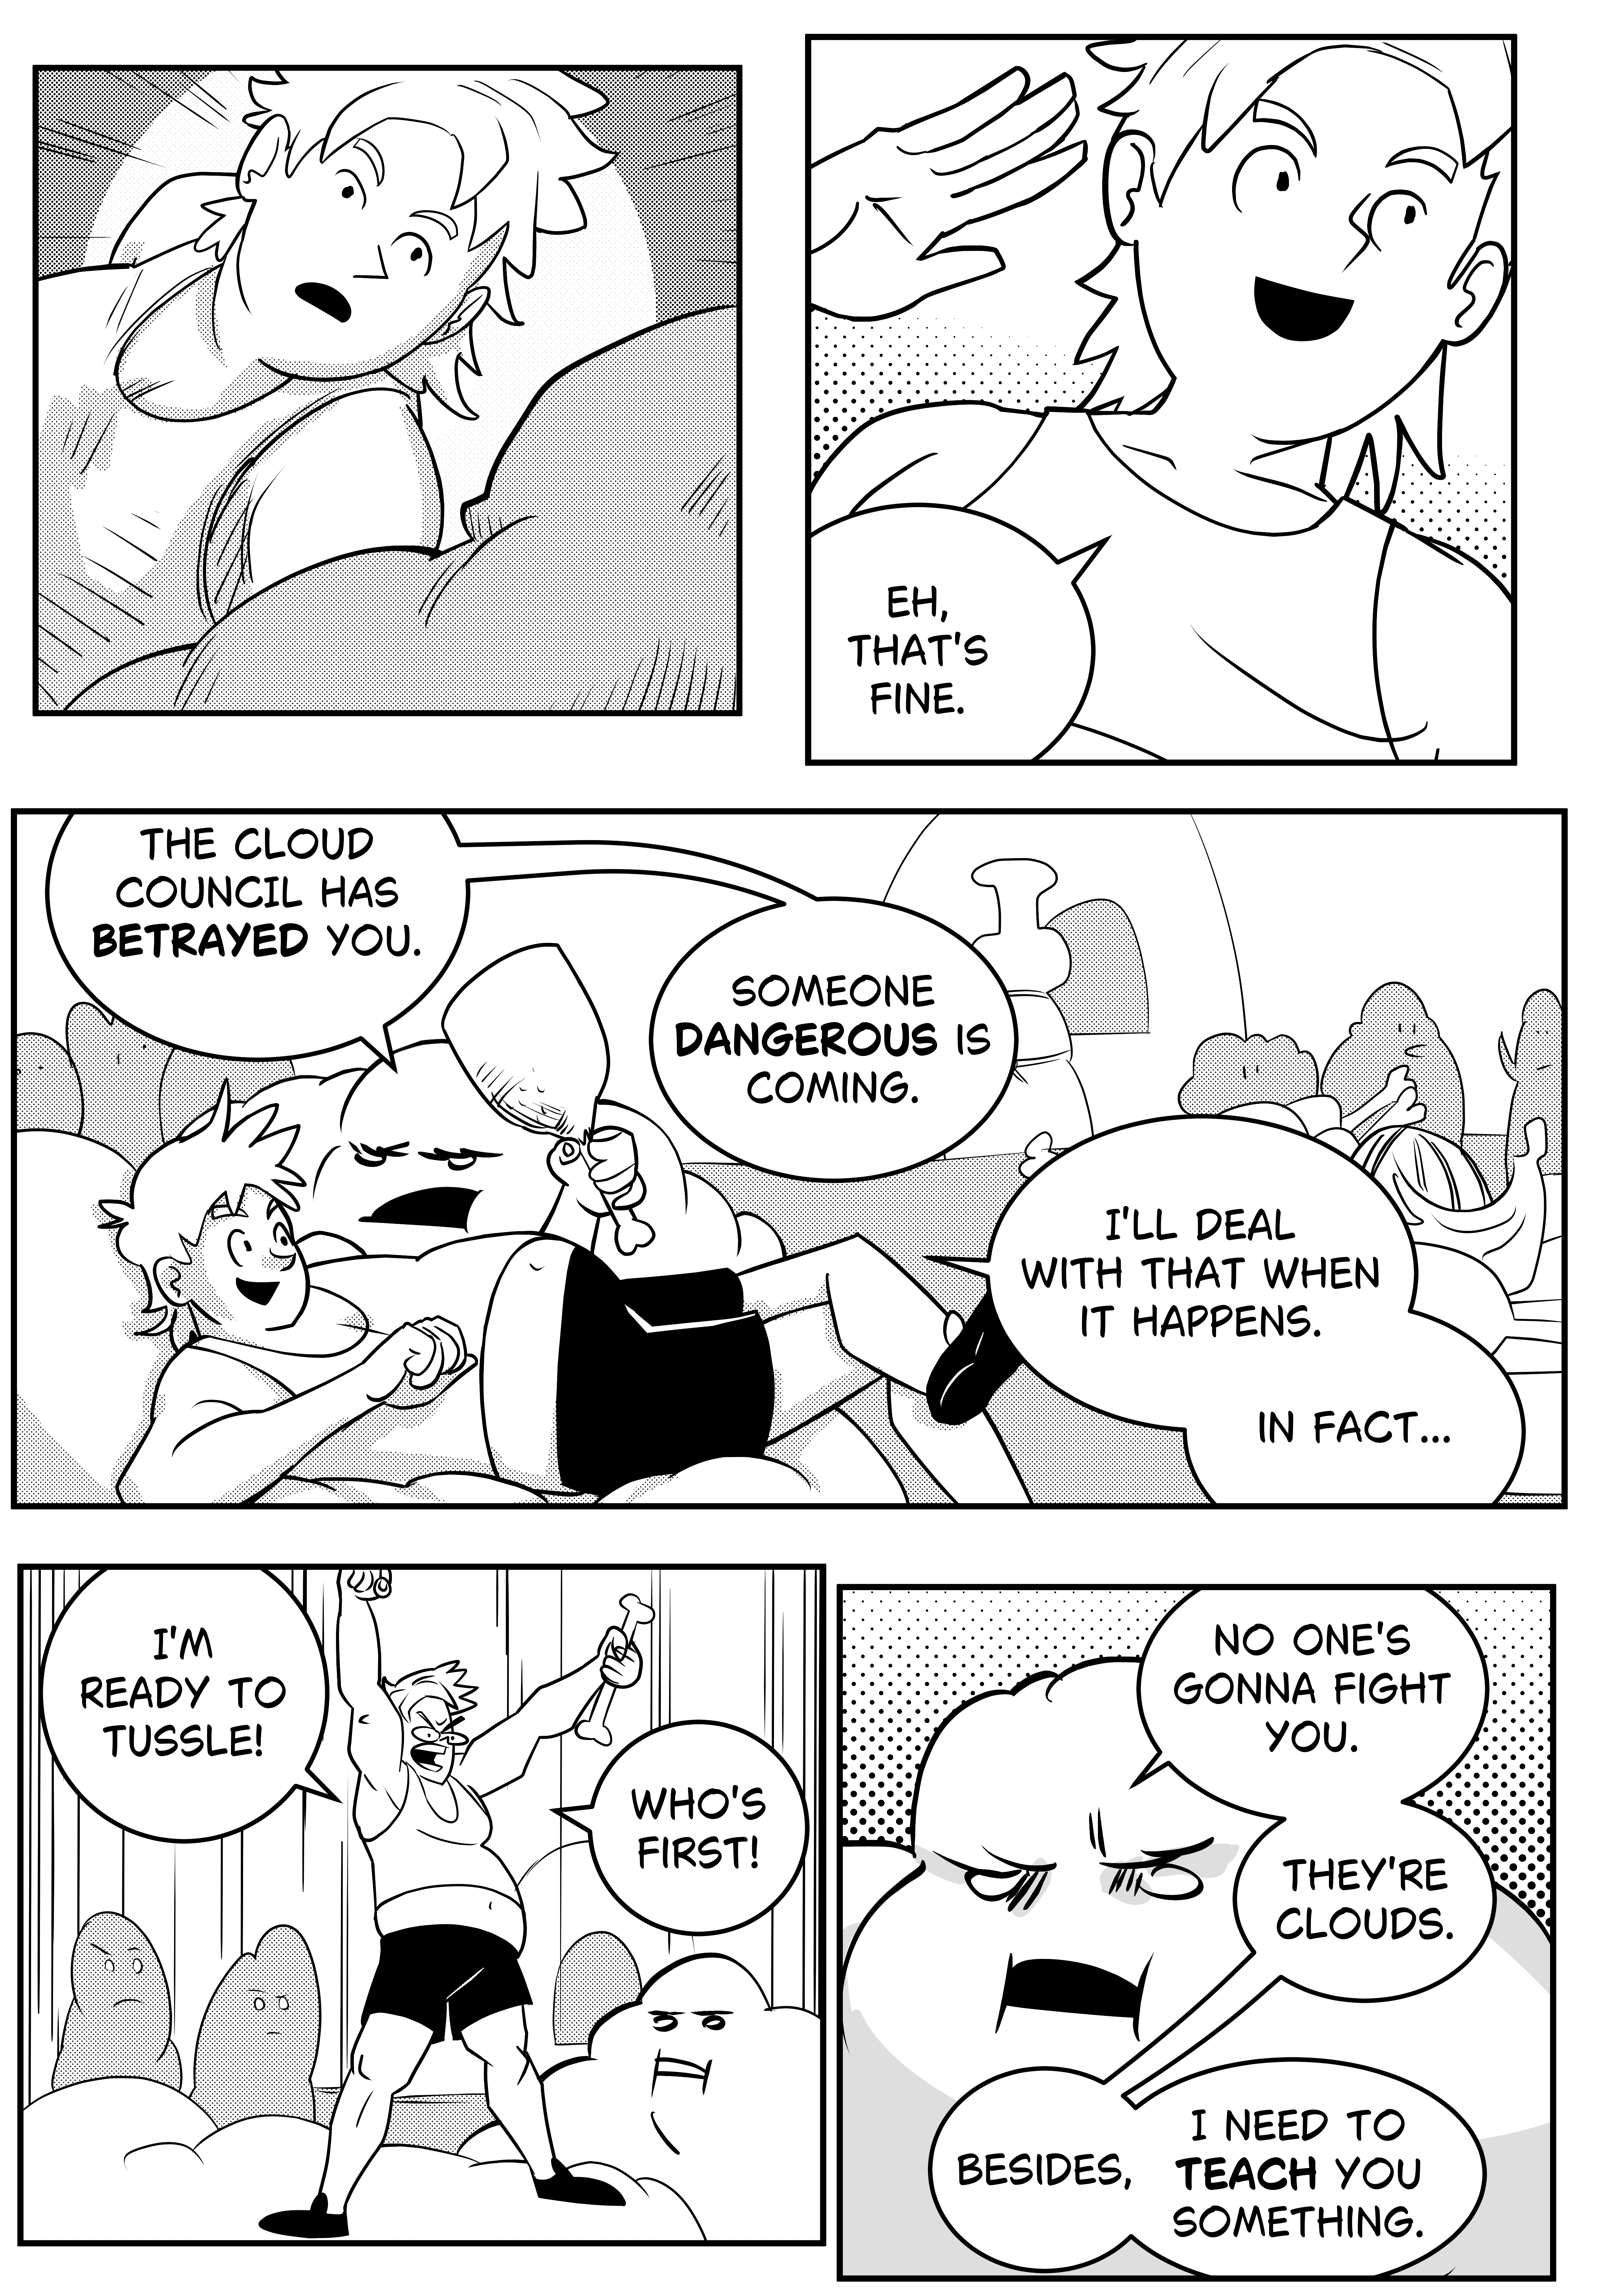 EH,
THAT'S
FINE.
THE CLOUD
COUNCIL HAS
BETRAYED YOU.
SOMEONE
DANGEROUS IS
COMING.
I'LL DEAL
WITH THAT WHEN
IT HAPPENS.
IN FACT...
I'M
READY TO
TUSSLE!
WHO'S
FIRST!
NO ONE'S
GONNA FIGHT
YOU.
THEY'RE
CLOUDS.
BESIDES,
I NEED TO
TEACH YOU
SOMETHING.